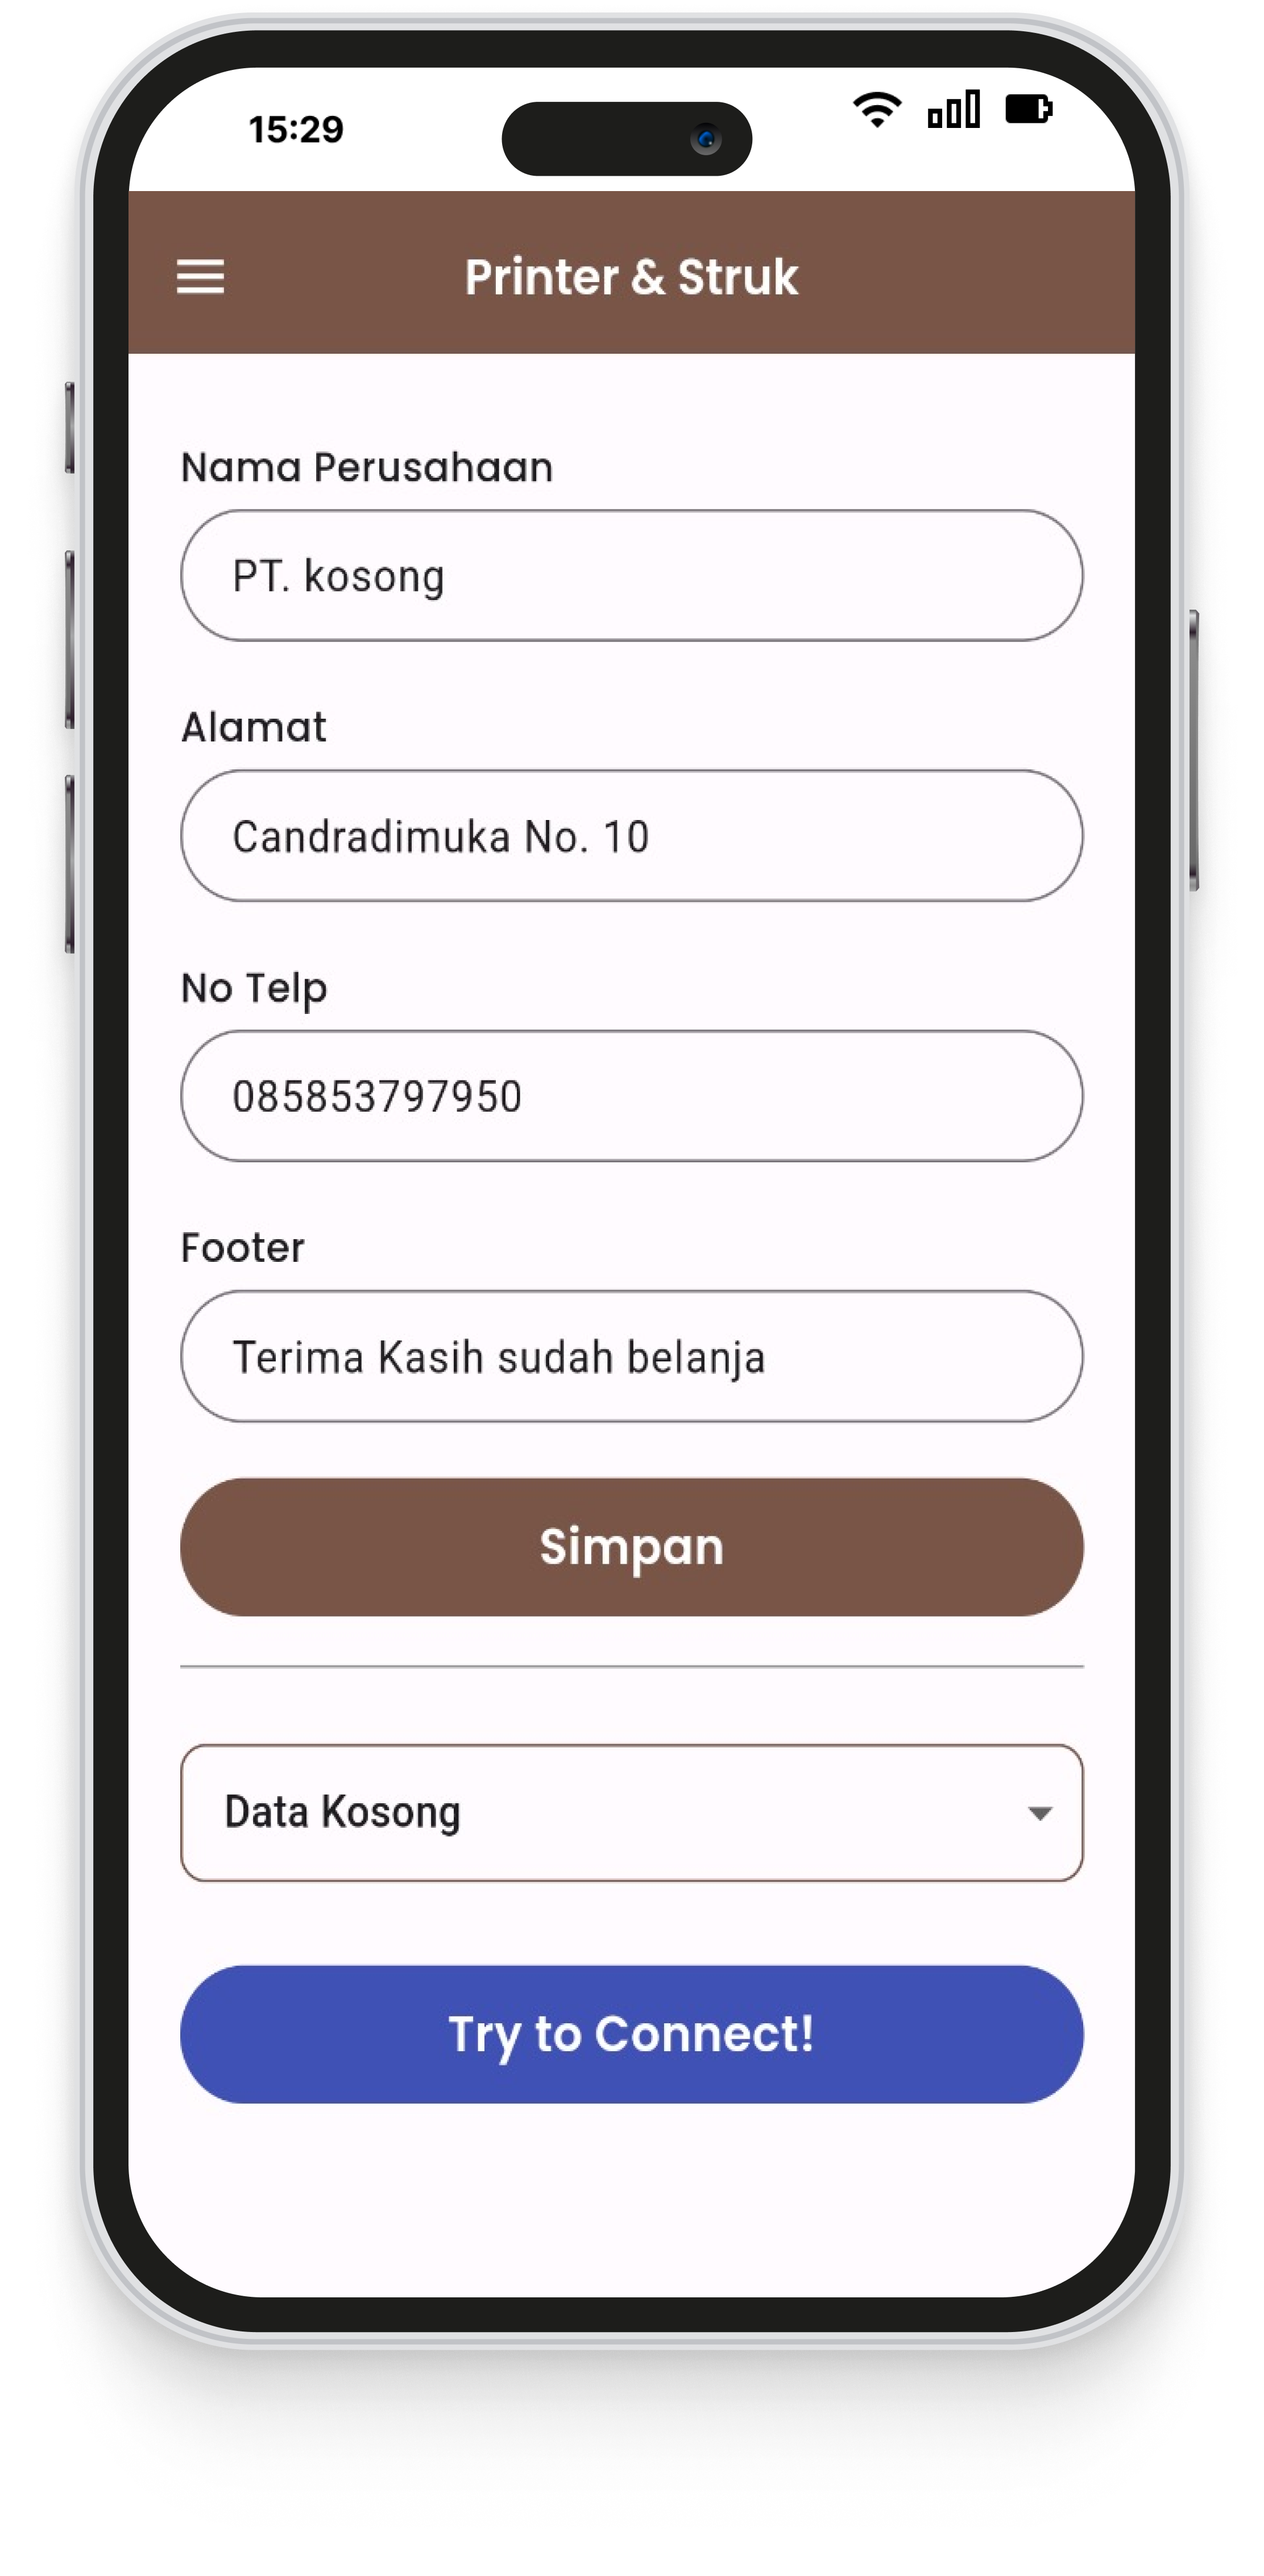 15:29
Printer & Struk
Nama Perusahaan
PT. kosong
Alamat
Candradimuka No. 10
No Telp
085853797950
Footer
Terima Kasih sudah belanja
Simpan
Data Kosong
Try to Connect!